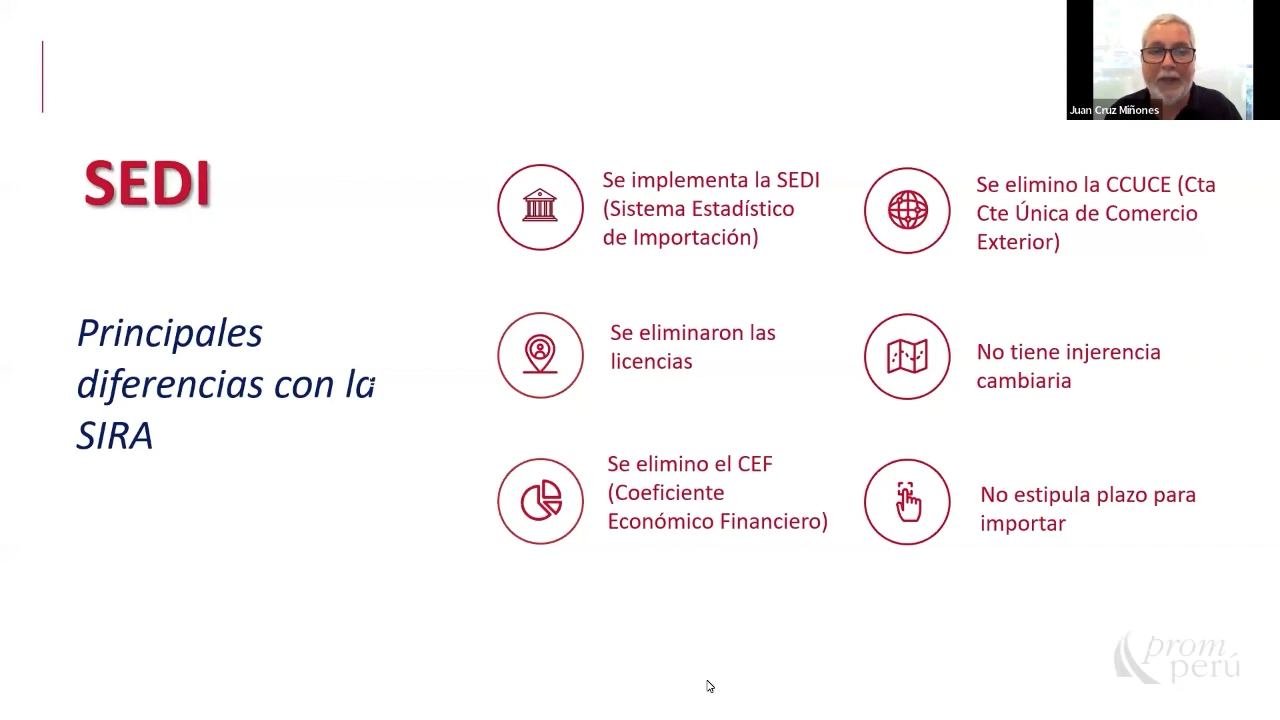 Juan Cruz Miñones
SEDI
Principales
diferencias con la
SIRA
Se implementa la SEDI
(Sistema Estadístico
de Importación)
Se eliminaron las
licencias
Se elimino el CEF
(Coeficiente
Económico Financiero)
Se elimino la CCUCE (Cta
Cte Única de Comercio
Exterior)
No tiene injerencia
cambiaria
No estipula plazo para
importar
prom
perú